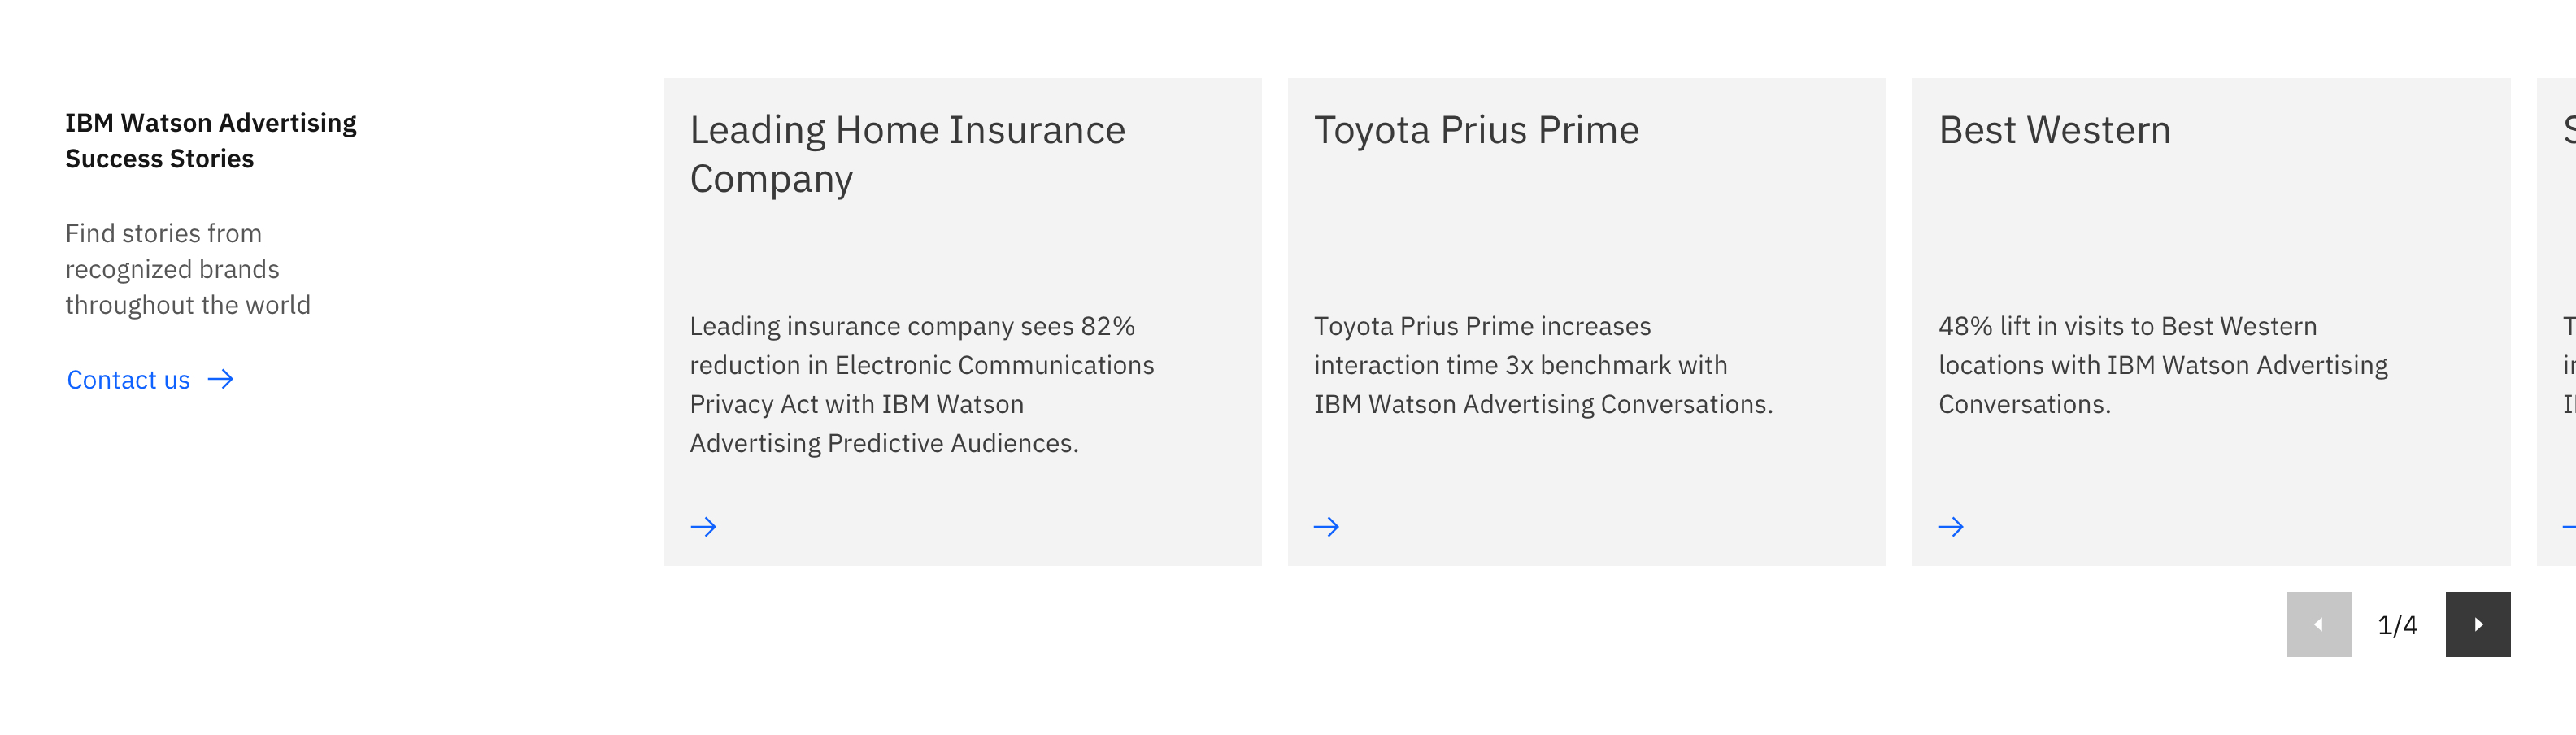 IBM Watson Advertising
Success Stories
Find stories from
recognized brands
throughout the world
Contact us
Leading Home Insurance
Company
Leading insurance company sees 82%
reduction in Electronic Communications
Privacy Act with IBM Watson
Advertising Predictive Audiences.
Toyota Prius Prime
Toyota Prius Prime increases
interaction time 3x benchmark with
IBM Watson Advertising Conversations.
Best Western
48% lift in visits to Best Western
locations with IBM Watson Advertising
Conversations.
1/4